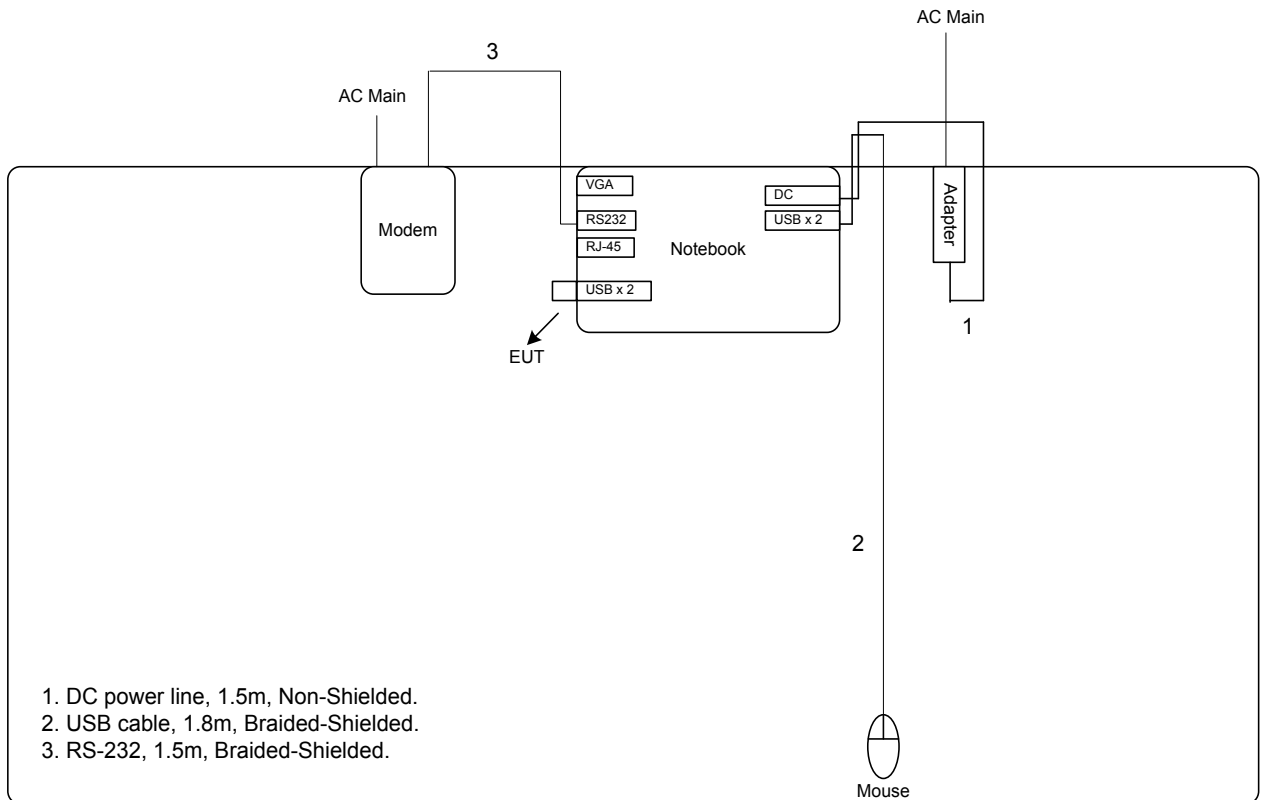 AC Main
3
AC Main
VGA
DC
RS232
USB x 2
Modem
RJ-45
Notebook
Adapter
USB x 2
1
EUT
2
1. DC power line, 1.5m, Non-Shielded.
2. USB cable, 1.8m, Braided-Shielded.
3. RS-232, 1.5m, Braided-Shielded.
Mouse